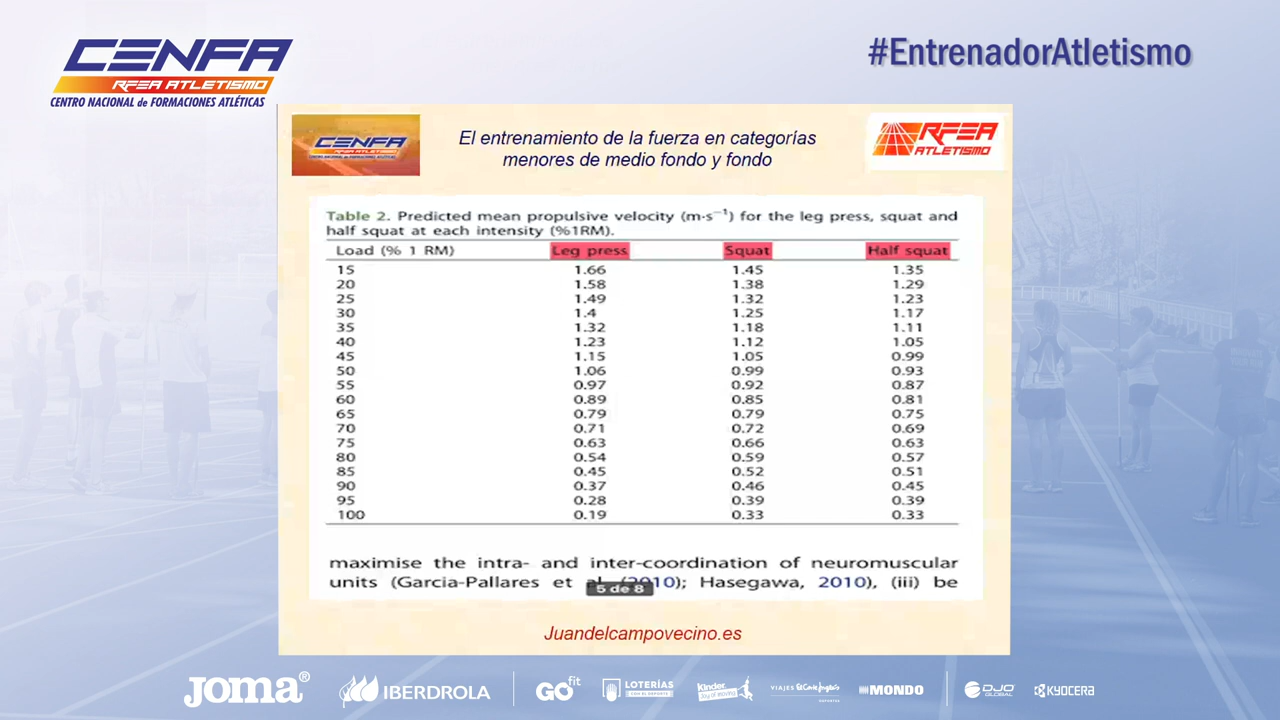 CENFA
RFEA ATLETISMO
CENTRO NACIONAL de FORMACIONES ATLÉTICAS
#EntrenadorAtletismo
CENFA
RFEA ATLETISMO
El entrenamiento de la fuerza en categorías
menores de medio fondo y fondo
RFEA
ATLETISMO
Table 2. Predicted mean propulsive velocity (m·s⁻¹) for the leg press, squat and
half squat at each intensity (%1RM).
Load (% 1 RM) Leg press Squat Half squat
15 1.66 1.45 1.35
20 1.58 1.38 1.29
25 1.49 1.32 1.23
30 1.4 1.25 1.17
35 1.32 1.18 1.11
40 1.23 1.12 1.05
45 1.15 1.05 0.99
50 1.06 0.99 0.93
55 0.97 0.92 0.87
60 0.89 0.85 0.81
65 0.79 0.79 0.75
70 0.71 0.72 0.69
75 0.63 0.66 0.63
80 0.54 0.59 0.57
85 0.45 0.52 0.51
90 0.37 0.46 0.45
95 0.28 0.39 0.39
100 0.19 0.33 0.33
maximise the intra- and inter-coordination of neuromuscular
units (Garcia-Pallares et al. (2010); Hasegawa, 2010), (iii) be
5 de 8
Juandelcampovecino.es
JOMA®
IBERDROLA
GO fit
LOTERÍAS
CON EL DEPORTE
Kinder
Joy of moving
VIAJES El Corte Inglés
DEPORTES
MONDO
DJO
GLOBAL
KYOCERA